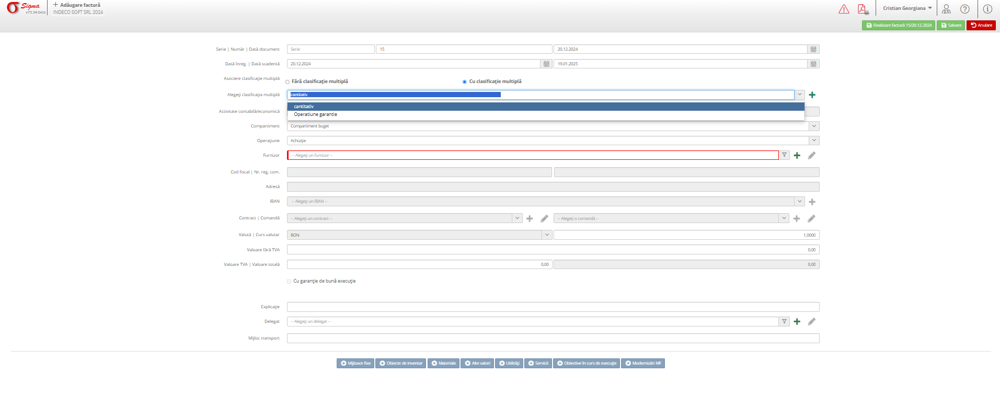 Sigma
v73.34-beta
Adăugare factură
INDECO SOFT SRL 2024
Cristian Georgiana
Finalizare factură 15/20.12.2024
Salvare
Anulare
Serie | Număr | Dată document
Serie
15
20.12.2024
Dată înreg. | Dată scadentă
20.12.2024
19.01.2025
Asociere clasificație multiplă
Fără clasificație multiplă
Cu clasificație multiplă
Alegeți clasificația multiplă
cantitativ
cantitativ
Operatiune garantie
Activitate contabilă/economică
Compartiment
Compartiment buget
Operațiune
Achiziție
Furnizor
-- Alegeți un furnizor --
Cod fiscal | Nr. reg. com.
Adresă
IBAN
-- Alegeți un IBAN --
Contract | Comandă
-- Alegeți un contract --
-- Alegeți o comandă --
Valută | Curs valutar
RON
1,0000
Valoare fără TVA
0,00
Valoare TVA | Valoare totală
0,00
0,00
Cu garanție de bună execuție
Explicație
Delegat
-- Alegeți un delegat --
Mijloc transport
Mijloace fixe
Obiecte de inventar
Materiale
Alte valori
Utilități
Servicii
Obiective în curs de execuție
Modernizări MF